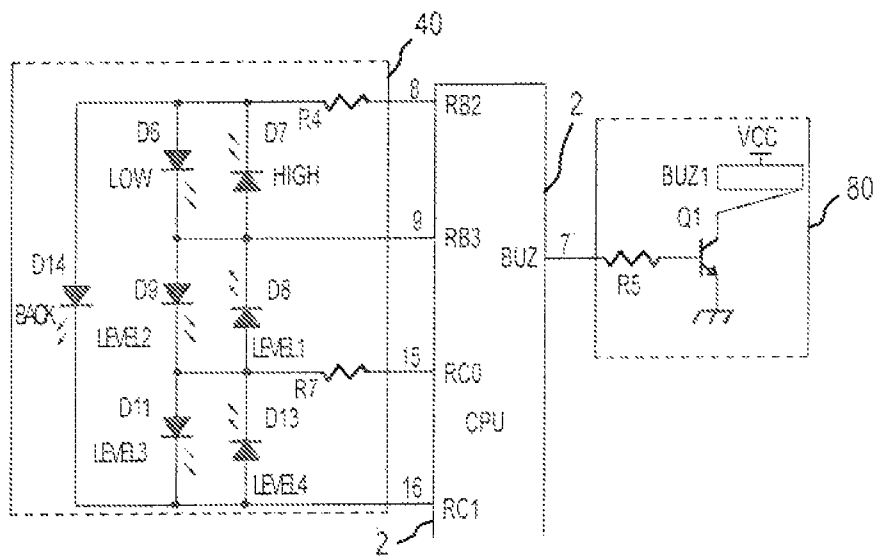 40
8
RB2
R4
D6
D7
LOW
HIGH
2
VCC
BUZ1
80
Q1
9
RB3
BUZ
7
R5
D14
BACK
D9
D8
LEVEL2
LEVEL1
15
RC0
R7
D11
D13
CPU
LEVEL3
LEVEL4
16
RC1
2